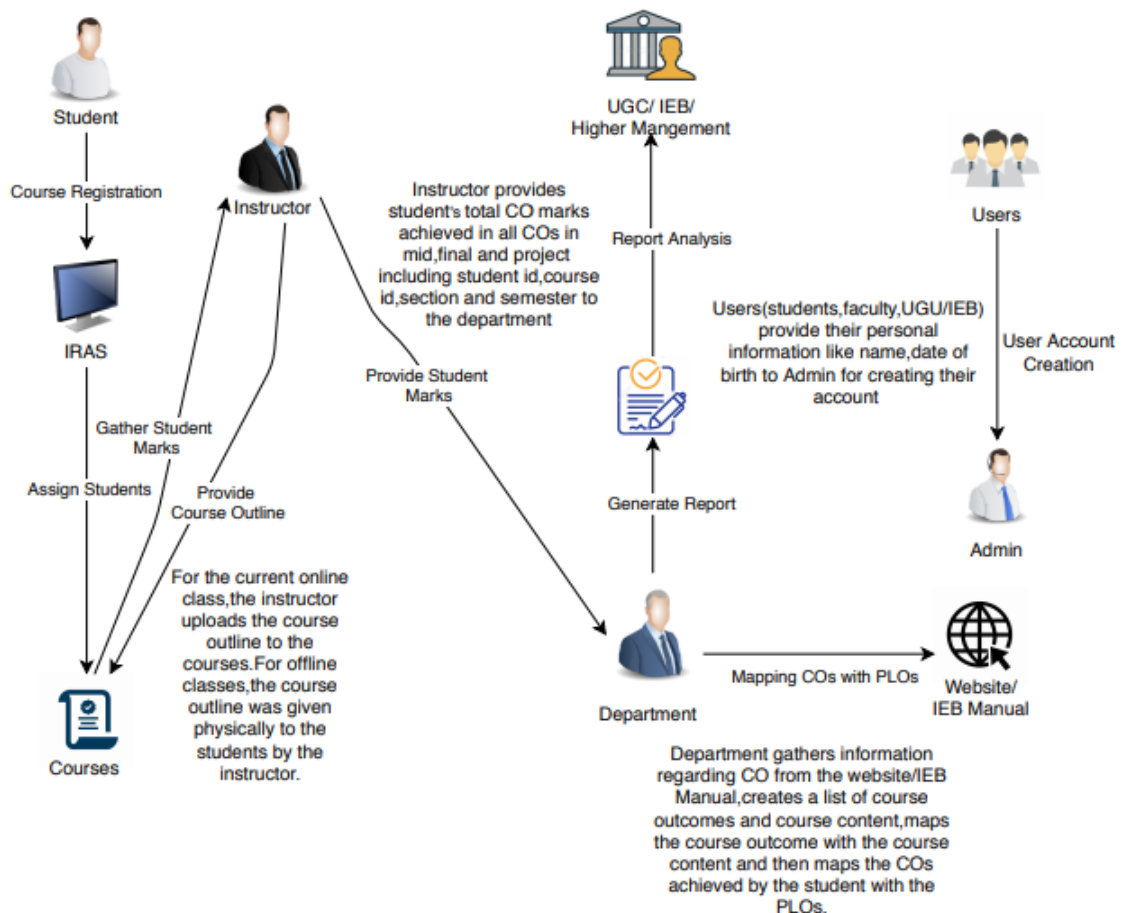 Student
Course Registration
IRAS
Assign Students
Courses
Instructor
Gather Student
Marks
Provide
Course Outline
For the current online
class,the instructor
uploads the course
outline to the
courses.For offline
classes,the course
outline was given
physically to the
students by the
instructor.
Instructor provides
student's total CO marks
achieved in all COs in
mid,final and project
including student id,course
id,section and semester to
the department
Provide Student
Marks
UGC/ IEB/
Higher Mangement
Report Analysis
Generate Report
Department
Mapping COs with PLOs
Website/
IEB Manual
Department gathers information
regarding CO from the website/IEB
Manual,creates a list of course
outcomes and course content,maps
the course outcome with the course
content and then maps the COs
achieved by the student with the
PLOs.
Users
Users(students,faculty,UGU/IEB)
provide their personal
information like name,date of
birth to Admin for creating their
account
User Account
Creation
Admin